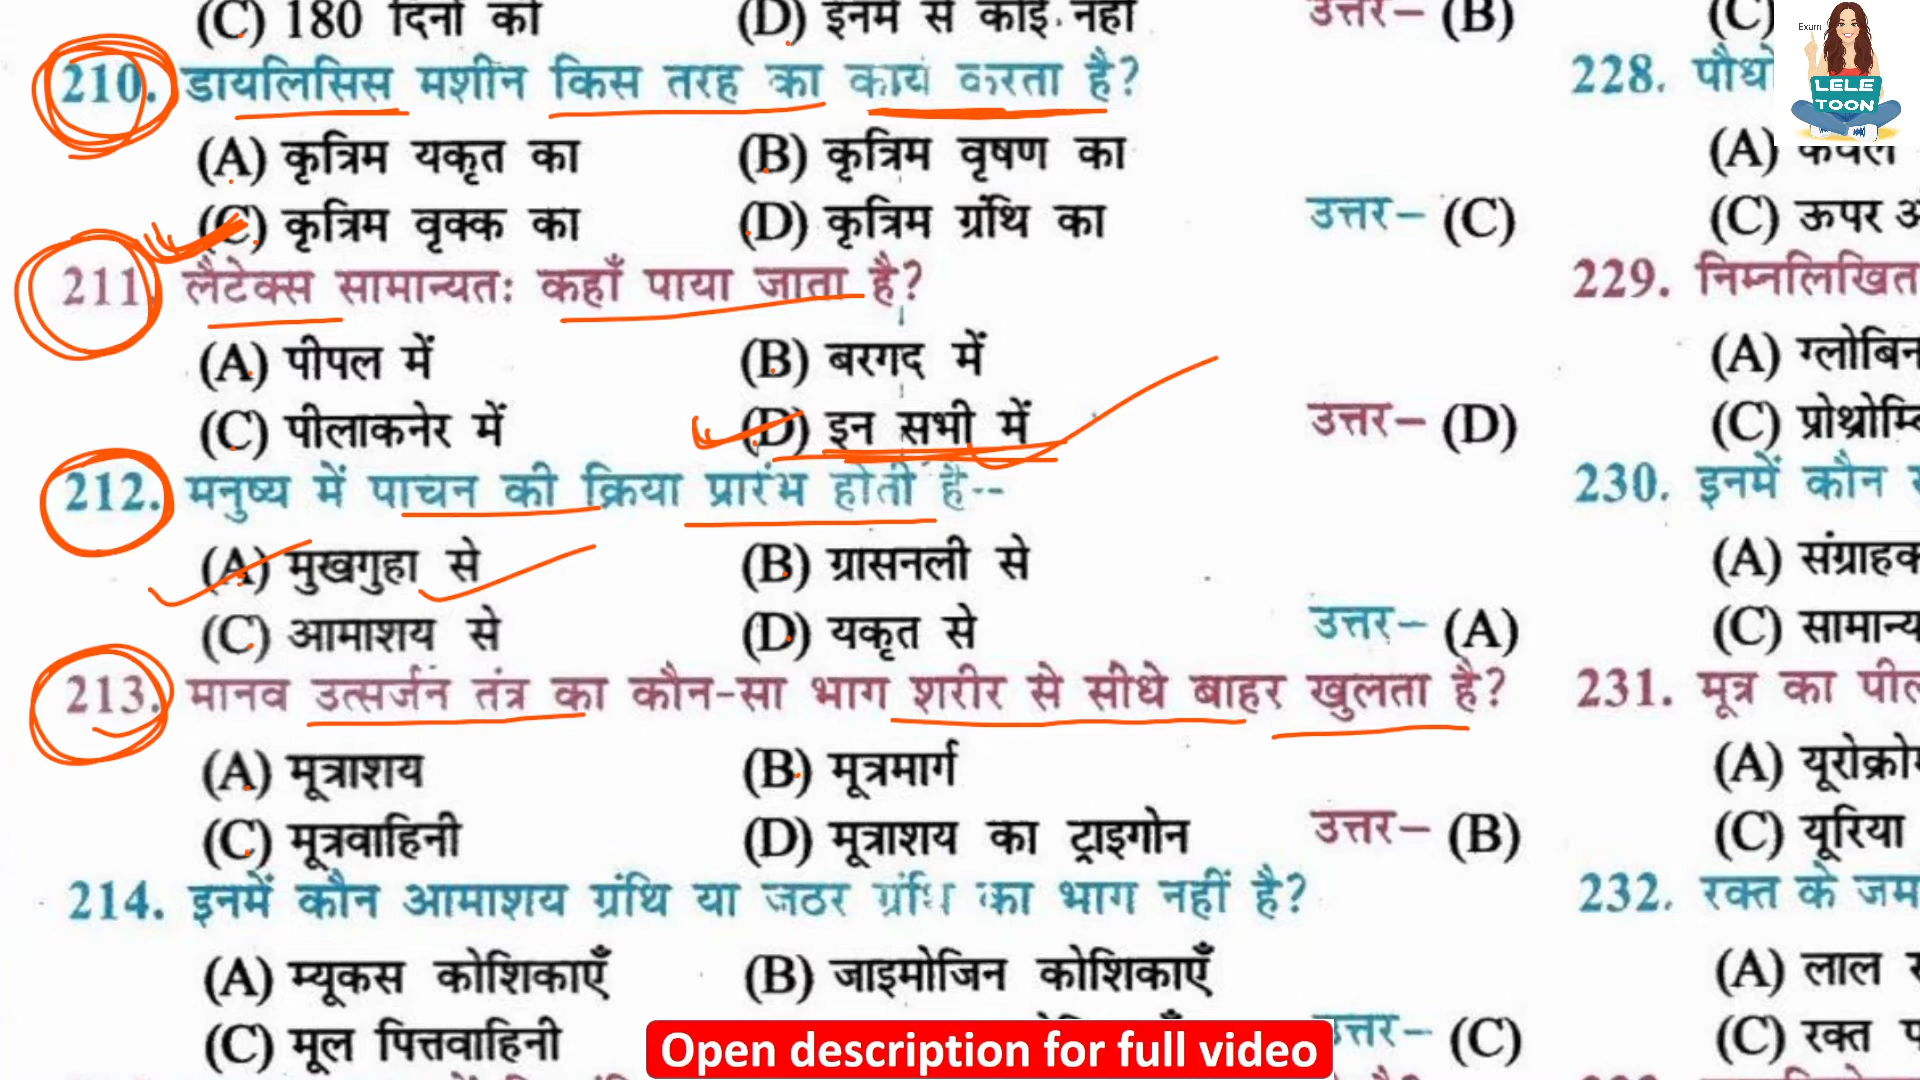 (C) 180 दिनों की
(D) इनमें से कोई नहीं
उत्तर– (B)
210. डायलिसिस मशीन किस तरह का कार्य करता है?
(A) कृत्रिम यकृत का
(B) कृत्रिम वृषण का
(C) कृत्रिम वृक्क का
(D) कृत्रिम ग्रंथि का
उत्तर– (C)
211. लैटेक्स सामान्यतः कहाँ पाया जाता है?
(A) पीपल में
(B) बरगद में
(C) पीलाकनेर में
(D) इन सभी में
उत्तर– (D)
212. मनुष्य में पाचन की क्रिया प्रारंभ होती है--
(A) मुखगुहा से
(B) ग्रासनली से
(C) आमाशय से
(D) यकृत से
उत्तर– (A)
213. मानव उत्सर्जन तंत्र का कौन-सा भाग शरीर से सीधे बाहर खुलता है?
(A) मूत्राशय
(B) मूत्रमार्ग
(C) मूत्रवाहिनी
(D) मूत्राशय का ट्राइगोन
उत्तर– (B)
214. इनमें कौन आमाशय ग्रंथि या जठर ग्रंथि का भाग नहीं है?
(A) म्यूकस कोशिकाएँ
(B) जाइमोजिन कोशिकाएँ
(C) मूल पित्तवाहिनी
उत्तर– (C)
(C)
228.
(A)
(C) ऊपर
229. निम्नलिखित
(A) ग्लोबिन
(C)
230. इनमें कौन
(A) संग्राहक
(C) सामान्य
231. मूत्र का
(A)
(C) यूरिया
232. रक्त के
(A) लाल
(C) रक्त
Exam
LELE
TOON
Open description for full video